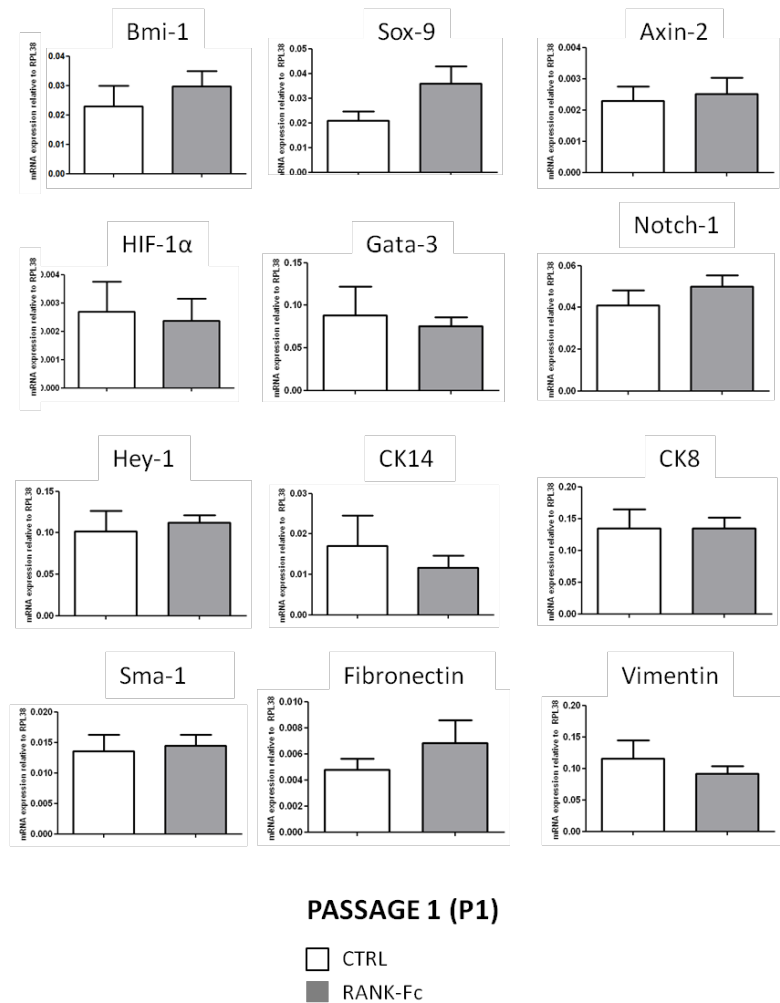 Bmi-1
Sox-9
Axin-2
mRNA expression relative to RPL38
0.04
0.03
0.02
0.01
0.00
mRNA expression relative to RPL38
0.05
0.04
0.03
0.02
0.01
0.00
mRNA expression relative to RPL38
0.004
0.003
0.002
0.001
0.000
HIF-1α
Gata-3
Notch-1
mRNA expression relative to RPL38
0.004
0.003
0.002
0.001
0.000
mRNA expression relative to RPL38
0.15
0.10
0.05
0.00
mRNA expression relative to RPL38
0.06
0.04
0.02
0.00
Hey-1
CK14
CK8
mRNA expression relative to RPL38
0.15
0.10
0.05
0.00
mRNA expression relative to RPL38
0.03
0.02
0.01
0.00
mRNA expression relative to RPL38
0.20
0.15
0.10
0.05
0.00
Sma-1
Fibronectin
Vimentin
mRNA expression relative to RPL38
0.020
0.015
0.010
0.005
0.000
mRNA expression relative to RPL38
0.010
0.008
0.006
0.004
0.002
0.000
mRNA expression relative to RPL38
0.20
0.15
0.10
0.05
0.00
PASSAGE 1 (P1)
CTRL
RANK-Fc